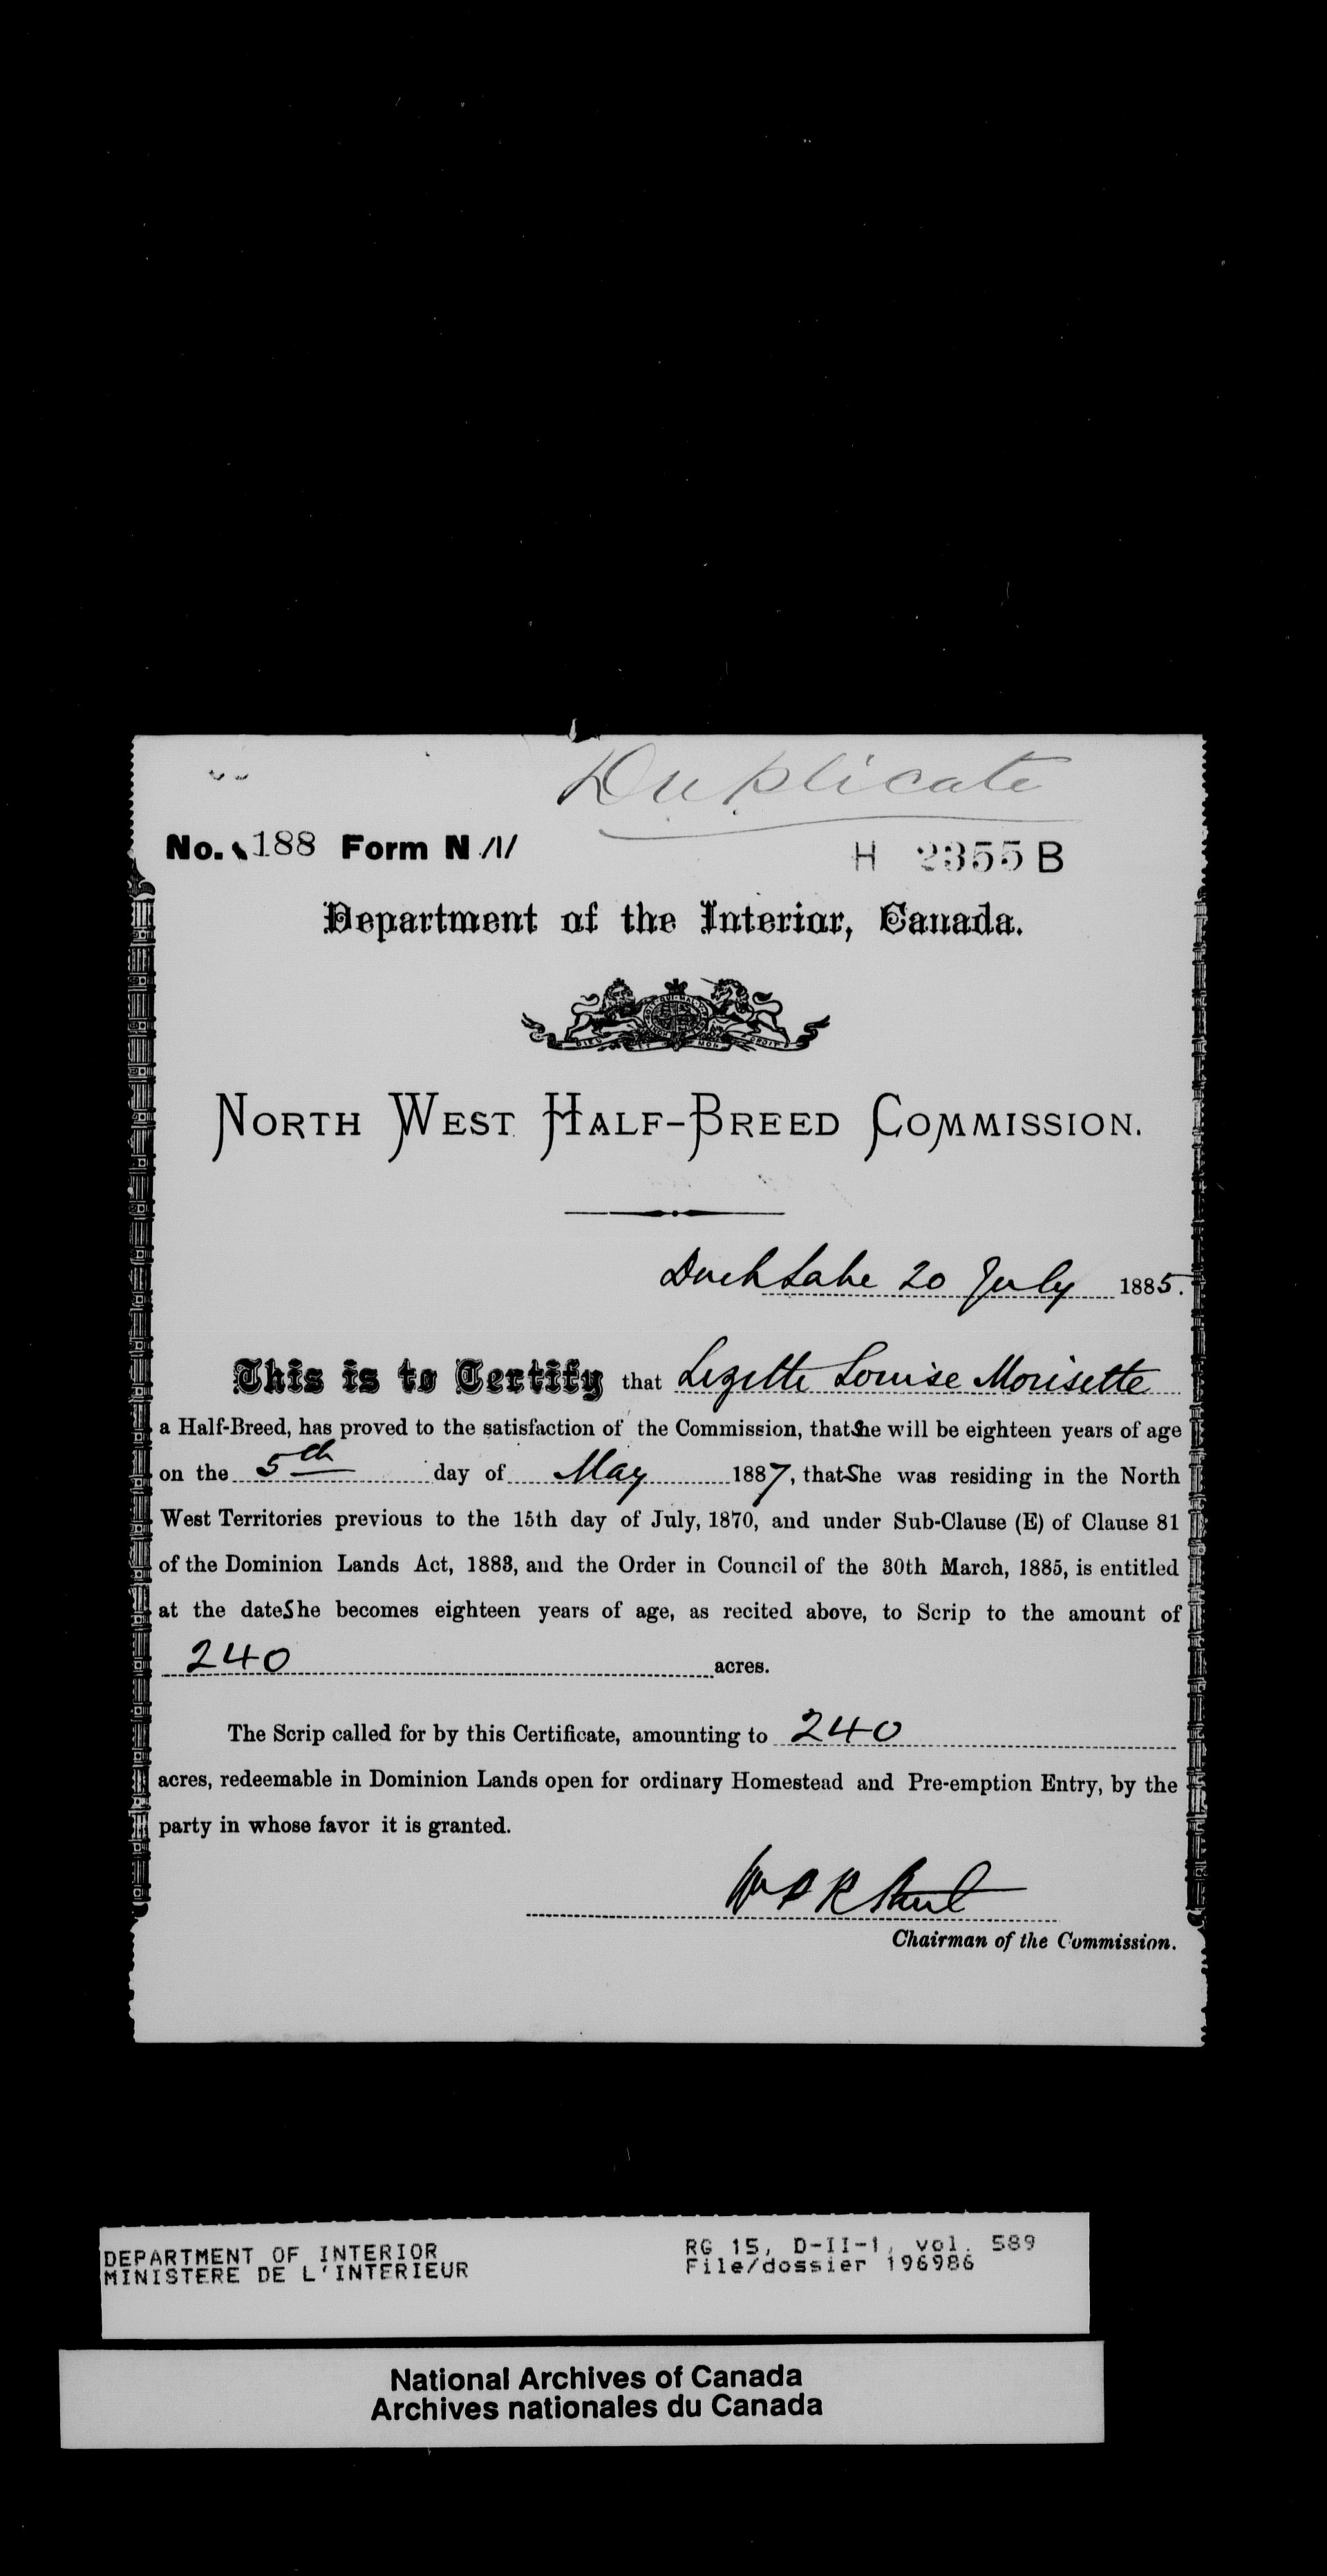 Duplicate
No. 188 Form N
H 2355 B
Department of the Interior, Canada.
NORTH WEST HALF-BREED COMMISSION.
Duck Lake 20 July 1885.
This is to Certify that Lezette Louise Morisette
a Half-Breed, has proved to the satisfaction of the Commission, that She will be eighteen years of age
on the 5th day of May 1887, that She was residing in the North
West Territories previous to the 15th day of July, 1870, and under Sub-Clause (E) of Clause 81
of the Dominion Lands Act, 1883, and the Order in Council of the 30th March, 1885, is entitled
at the date She becomes eighteen years of age, as recited above, to Scrip to the amount of
240 acres.
The Scrip called for by this Certificate, amounting to 240
acres, redeemable in Dominion Lands open for ordinary Homestead and Pre-emption Entry, by the
party in whose favor it is granted.
Chairman of the Commission.
DEPARTMENT OF INTERIOR
MINISTERE DE L'INTERIEUR
RG 15, D-II-1, vol. 589
File/dossier 196986
National Archives of Canada
Archives nationales du Canada